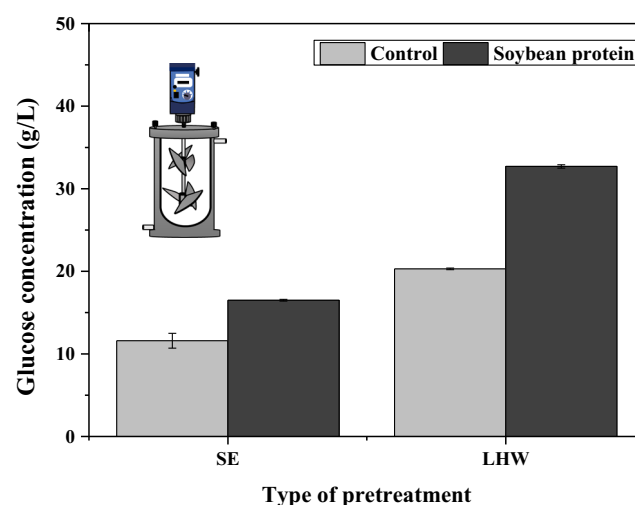 50
40
30
20
10
0
Glucose concentration (g/L)
Control
Soybean protein
SE
LHW
Type of pretreatment